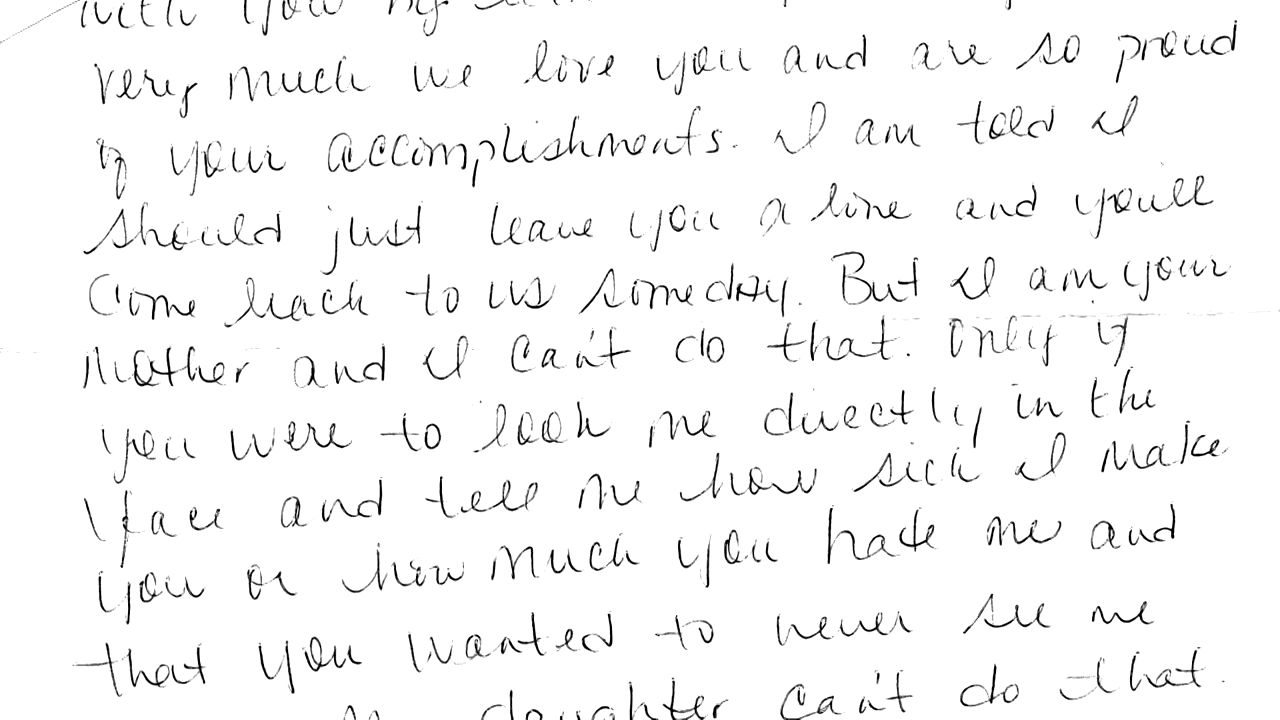 with you my
very much we love you and are so proud
of your accomplishments. I am told I
should just leave you a line and you'll
come back to us someday. But I am your
Mother and I can't do that. Only if
you were to look me directly in the
face and tell me how sick I make
you or how much you hate me and
that you wanted to never see me
daughter can't do that.